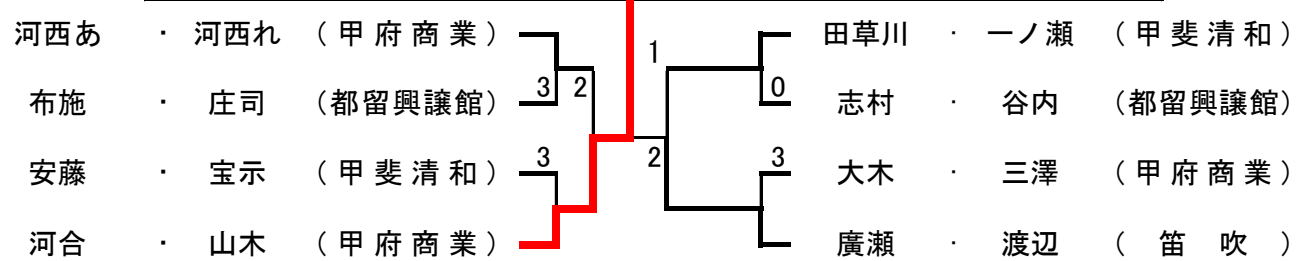 河西あ ・ 河西れ （甲府商業） 1 田草川 ・ 一ノ瀬 （甲斐清和）
布施 ・ 庄司 （都留興譲館） 3 2 0 志村 ・ 谷内 （都留興譲館）
安藤 ・ 宝示 （甲斐清和） 3 2 3 大木 ・ 三澤 （甲府商業）
河合 ・ 山木 （甲府商業） 廣瀬 ・ 渡辺 （笛吹）